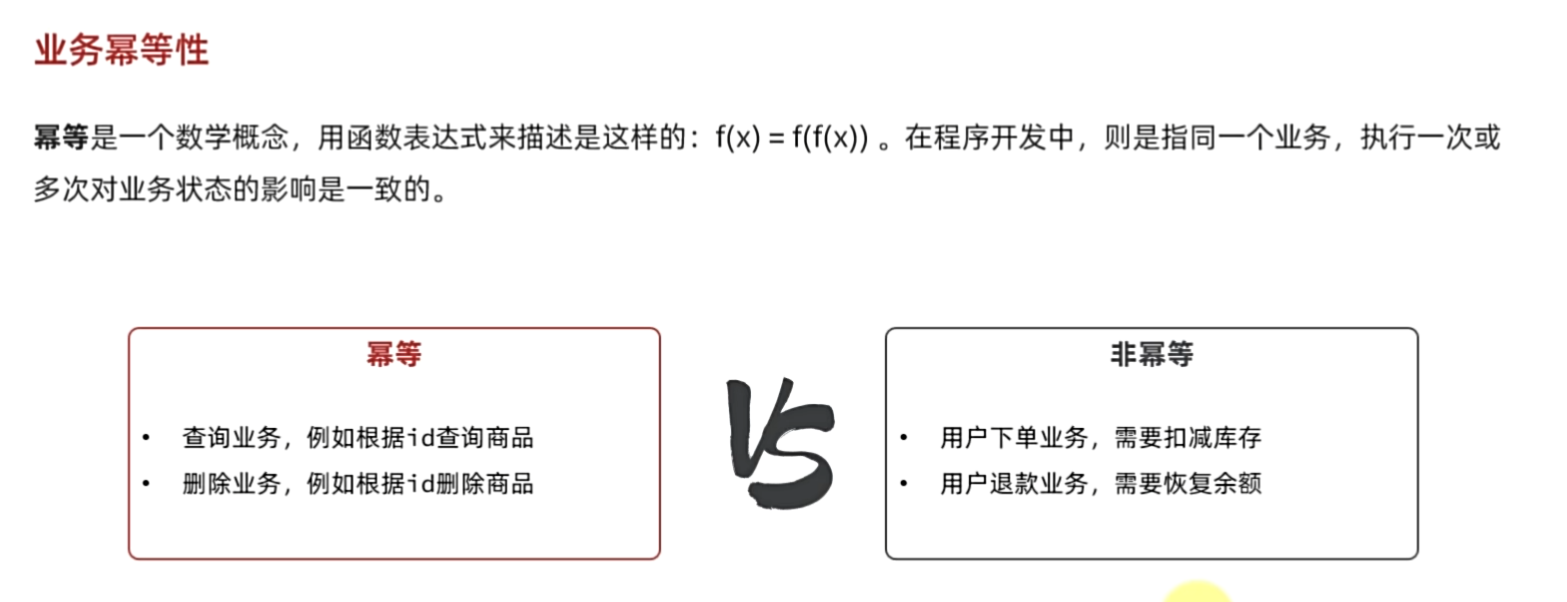 业务幂等性
幂等是一个数学概念，用函数表达式来描述是这样的：f(x) = f(f(x)) 。在程序开发中，则是指同一个业务，执行一次或
多次对业务状态的影响是一致的。
幂等
• 查询业务，例如根据id查询商品
• 删除业务，例如根据id删除商品
VS
非幂等
• 用户下单业务，需要扣减库存
• 用户退款业务，需要恢复余额